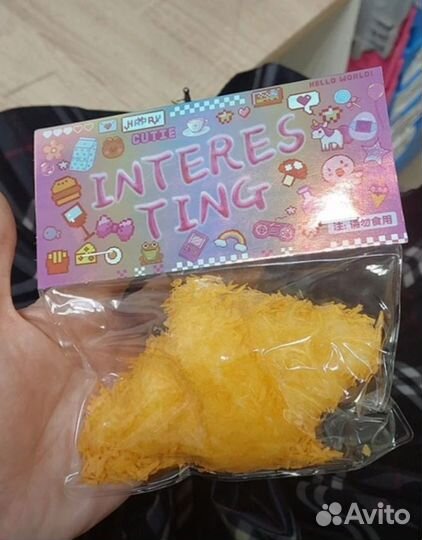 HELLO WORLD!
HAPPY
CUTIE
INTERES
TING
注: 请勿食用
Avito